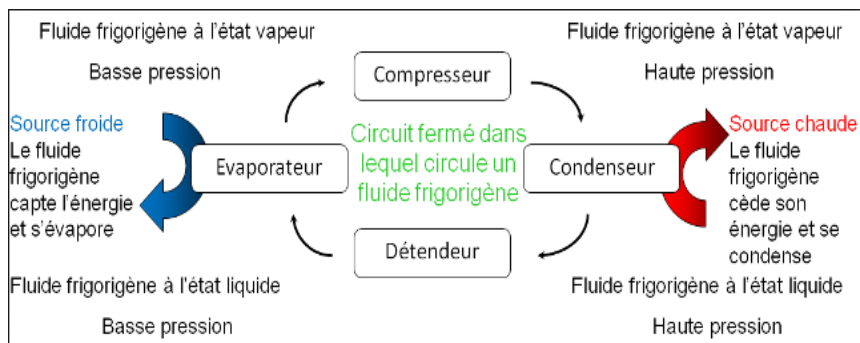 Fluide frigorigène à l'état vapeur
Basse pression
Fluide frigorigène à l'état vapeur
Haute pression
Compresseur
Source froide
Le fluide
frigorigène
capte l'énergie
et s'évapore
Evaporateur
Circuit fermé dans
lequel circule un
fluide frigorigène
Condenseur
Source chaude
Le fluide
frigorigène
cède son
énergie et se
condense
Détendeur
Fluide frigorigène à l'état liquide
Basse pression
Fluide frigorigène à l'état liquide
Haute pression